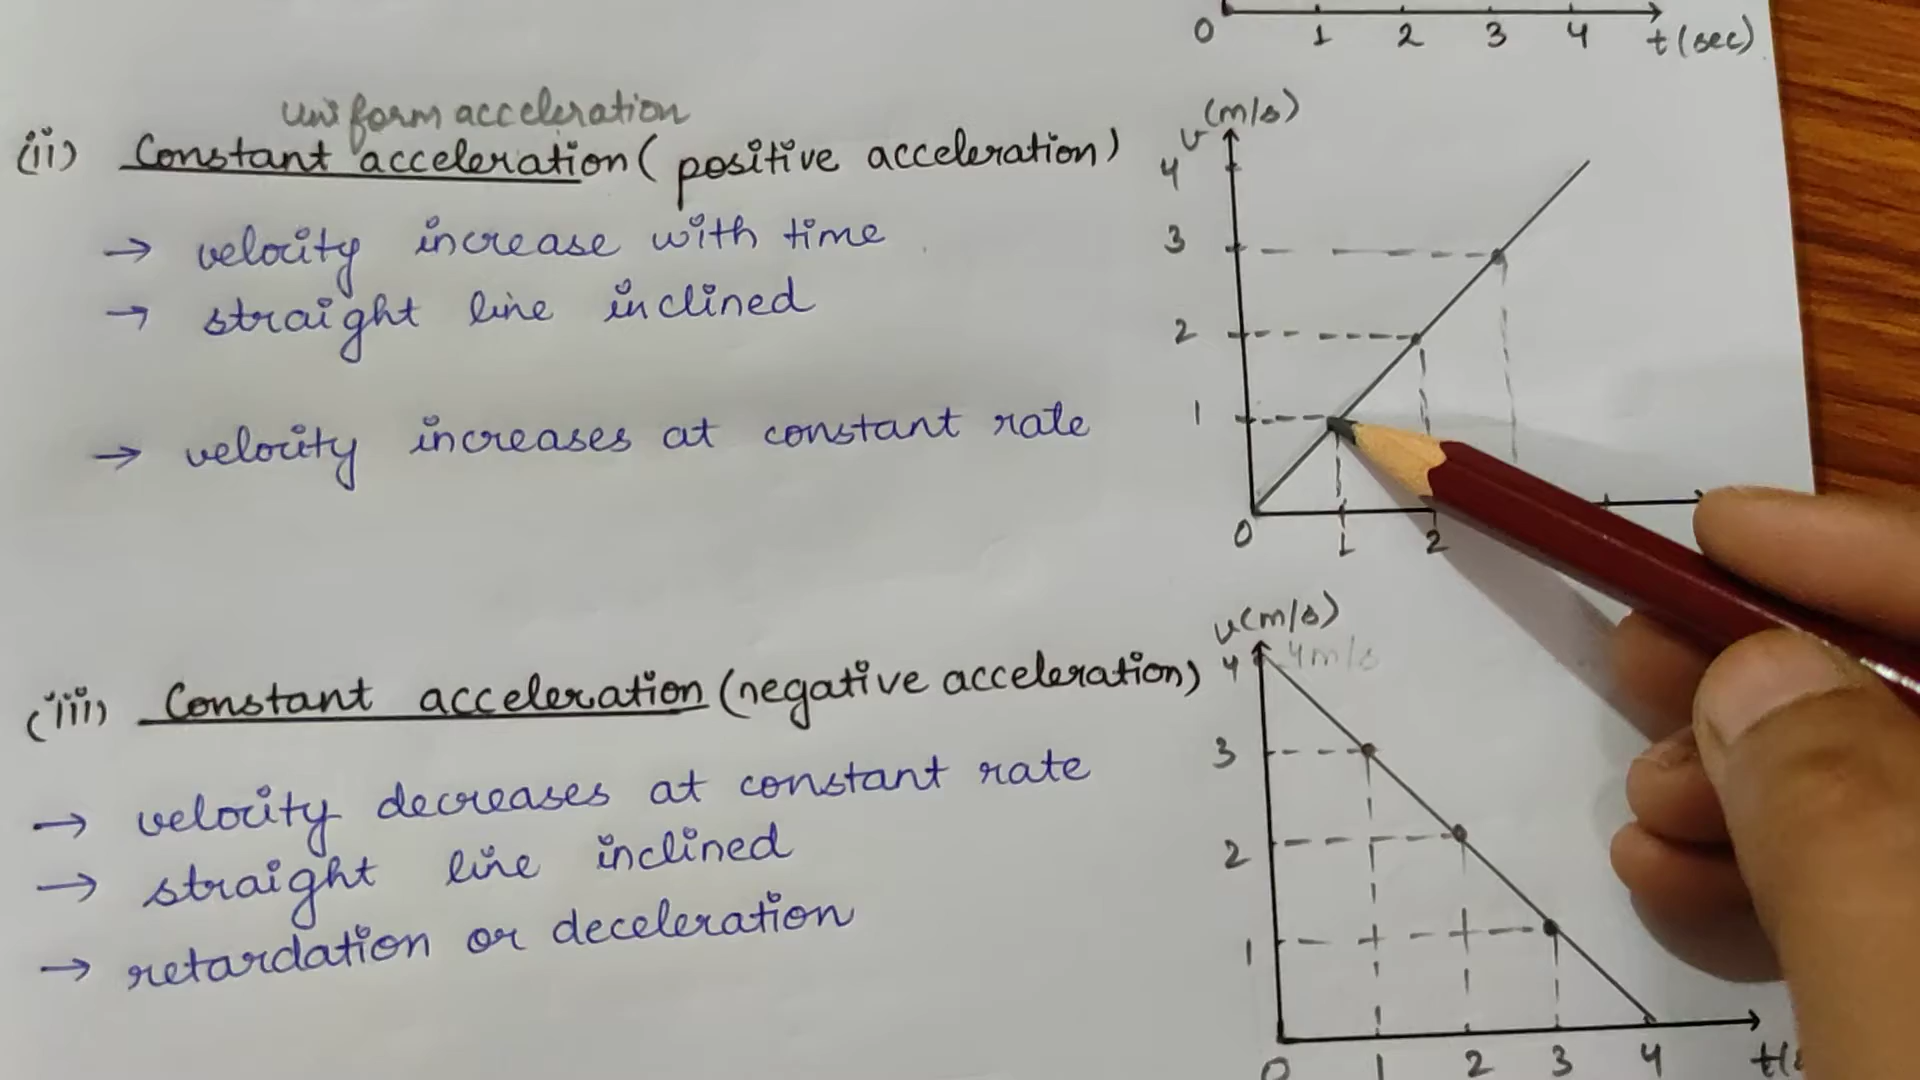 0 1 2 3 4 t(sec)
uniform acceleration
(ii) Constant acceleration (positive acceleration)
→ velocity increase with time
→ straight line inclined
→ velocity increases at constant rate
v (m/s)
4
3
2
1
0 1 2
(iii) Constant acceleration (negative acceleration)
→ velocity decreases at constant rate
→ straight line inclined
→ retardation or deceleration
v(m/s)
4 4m/s
3
2
1
0 1 2 3 4